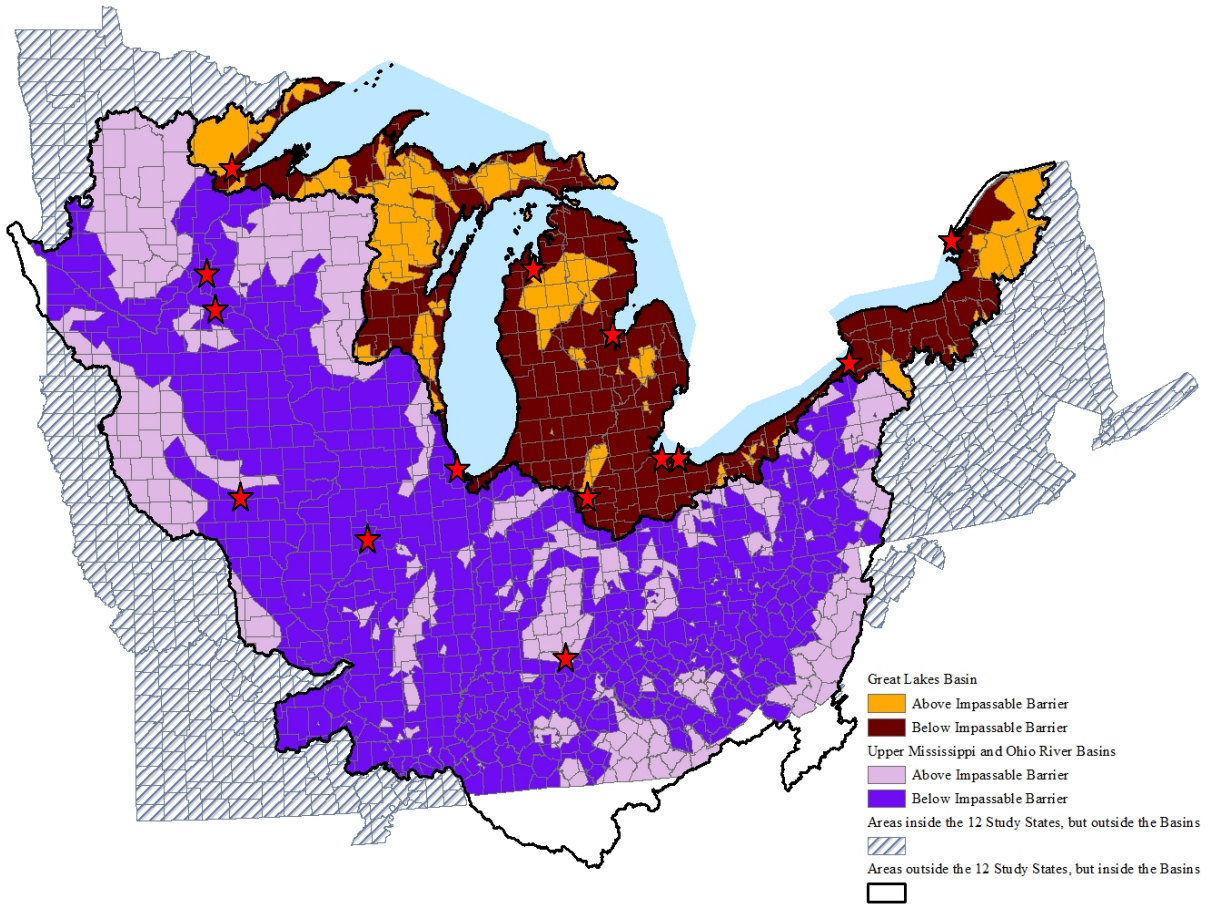 Great Lakes Basin
Above Impassable Barrier
Below Impassable Barrier
Upper Mississippi and Ohio River Basins
Above Impassable Barrier
Below Impassable Barrier
Areas inside the 12 Study States, but outside the Basins
Areas outside the 12 Study States, but inside the Basins